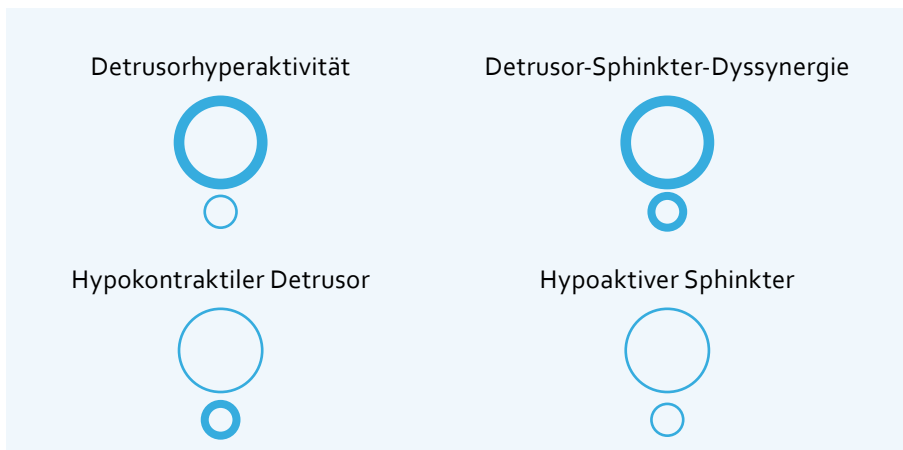 Detrusorhyperaktivität
Detrusor-Sphinkter-Dyssynergie
Hypokontraktiler Detrusor
Hypoaktiver Sphinkter